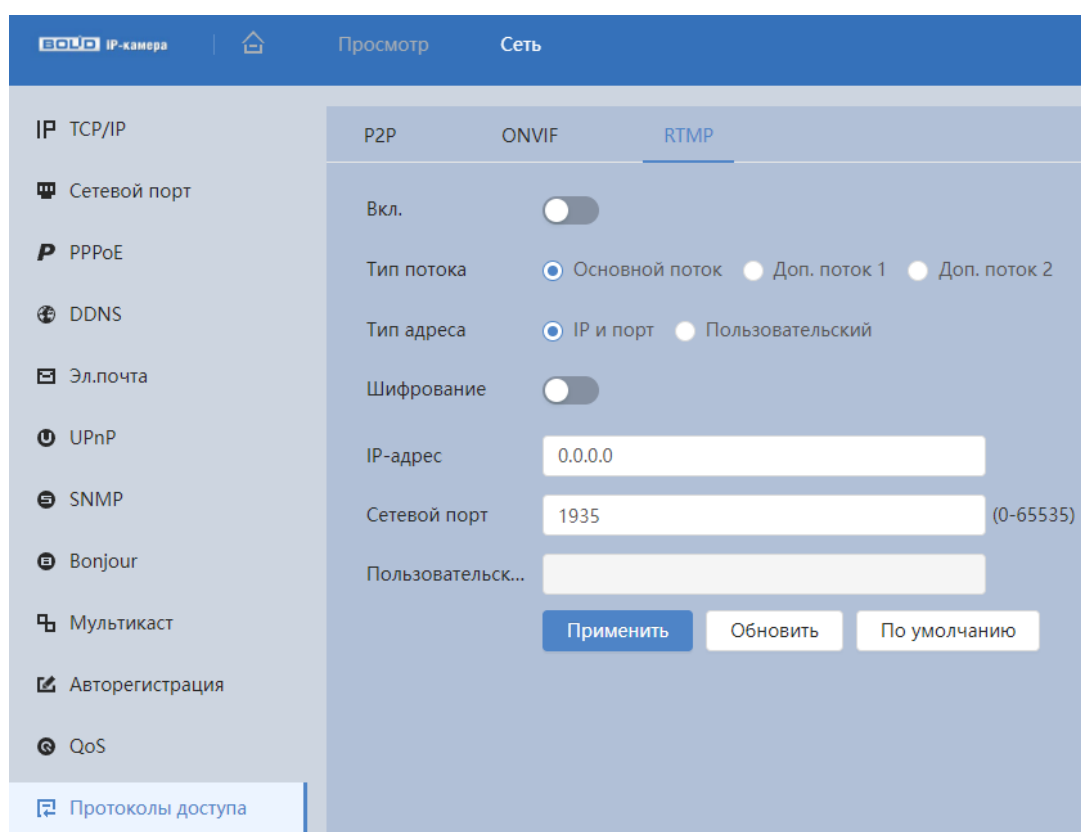 BOLID IP-камера
Просмотр
Сеть
TCP/IP
Сетевой порт
PPPoE
DDNS
Эл.почта
UPnP
SNMP
Bonjour
Мультикаст
Авторегистрация
QoS
Протоколы доступа
P2P
ONVIF
RTMP
Вкл.
Тип потока
Основной поток
Доп. поток 1
Доп. поток 2
Тип адреса
IP и порт
Пользовательский
Шифрование
IP-адрес
0.0.0.0
Сетевой порт
1935
(0-65535)
Пользовательск...
Применить
Обновить
По умолчанию